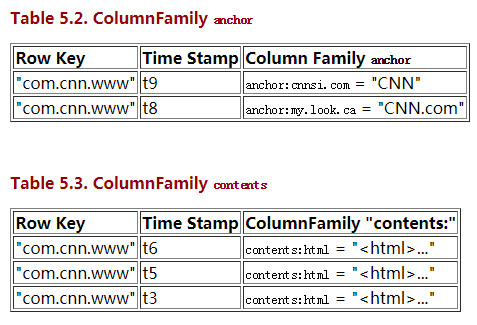 Table 5.2. ColumnFamily anchor
Row Key Time Stamp Column Family anchor
"com.cnn.www" t9 anchor:cnnsi.com = "CNN"
"com.cnn.www" t8 anchor:my.look.ca = "CNN.com"
Table 5.3. ColumnFamily contents
Row Key Time Stamp ColumnFamily "contents:"
"com.cnn.www" t6 contents:html = "<html>..."
"com.cnn.www" t5 contents:html = "<html>..."
"com.cnn.www" t3 contents:html = "<html>..."